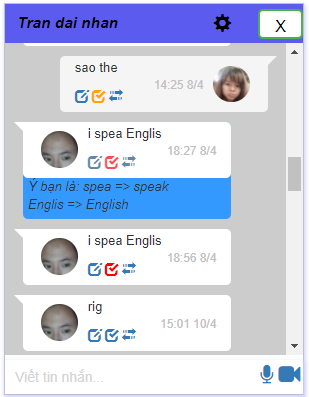 Tran dai nhan
X
sao the
14:25 8/4
i spea Englis
18:27 8/4
Ý bạn là: spea => speak
Englis => English
i spea Englis
18:56 8/4
rig
15:01 10/4
Viết tin nhắn...